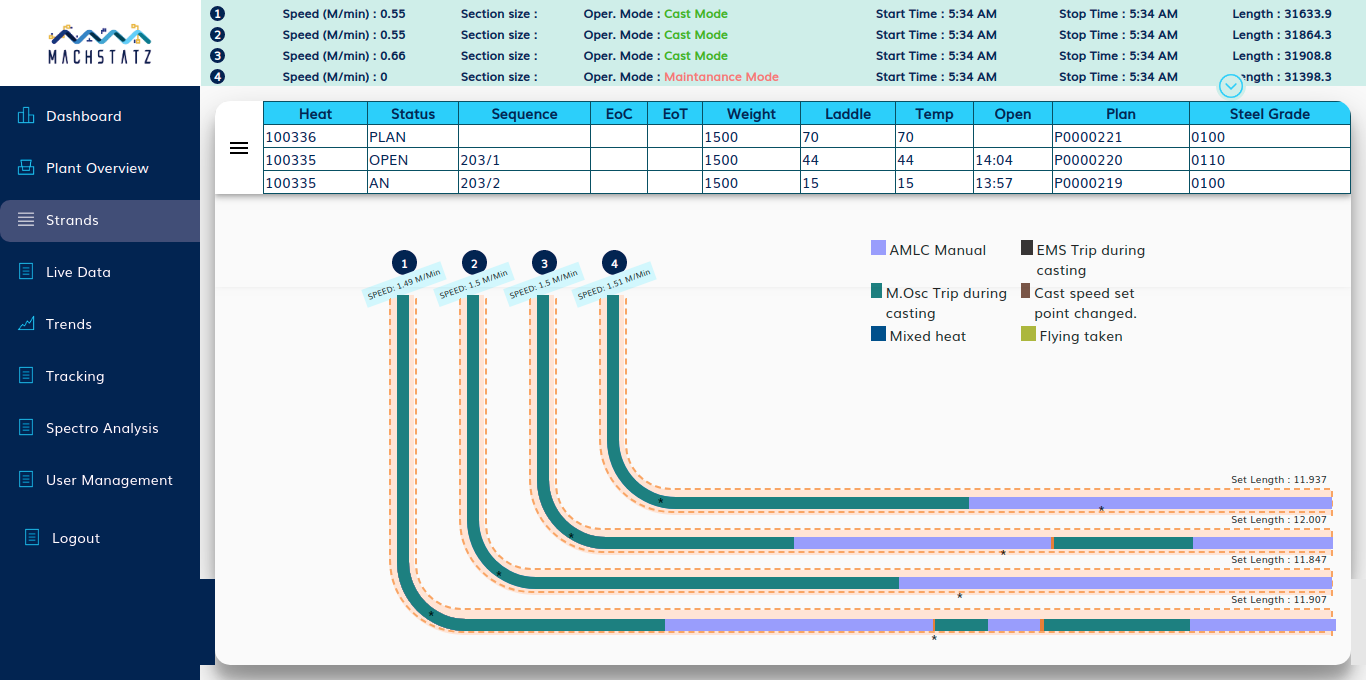 MACHSTATZ
1 Speed (M/min) : 0.55 Section size : Oper. Mode : Cast Mode Start Time : 5:34 AM Stop Time : 5:34 AM Length : 31633.9
2 Speed (M/min) : 0.55 Section size : Oper. Mode : Cast Mode Start Time : 5:34 AM Stop Time : 5:34 AM Length : 31864.3
3 Speed (M/min) : 0.66 Section size : Oper. Mode : Cast Mode Start Time : 5:34 AM Stop Time : 5:34 AM Length : 31908.8
4 Speed (M/min) : 0 Section size : Oper. Mode : Maintanance Mode Start Time : 5:34 AM Stop Time : 5:34 AM Length : 31398.3
Dashboard
Plant Overview
Strands
Live Data
Trends
Tracking
Spectro Analysis
User Management
Logout
Heat Status Sequence EoC EoT Weight Laddle Temp Open Plan Steel Grade
100336 PLAN 1500 70 70 P0000221 0100
100335 OPEN 203/1 1500 44 44 14:04 P0000220 0110
100335 AN 203/2 1500 15 15 13:57 P0000219 0100
1 2 3 4
SPEED: 1.49 M/Min SPEED: 1.5 M/Min SPEED: 1.5 M/Min SPEED: 1.51 M/Min
AMLC Manual
EMS Trip during
casting
M.Osc Trip during
casting
Cast speed set
point changed.
Mixed heat
Flying taken
Set Length : 11.937
* *
Set Length : 12.007
* *
Set Length : 11.847
* *
Set Length : 11.907
* *